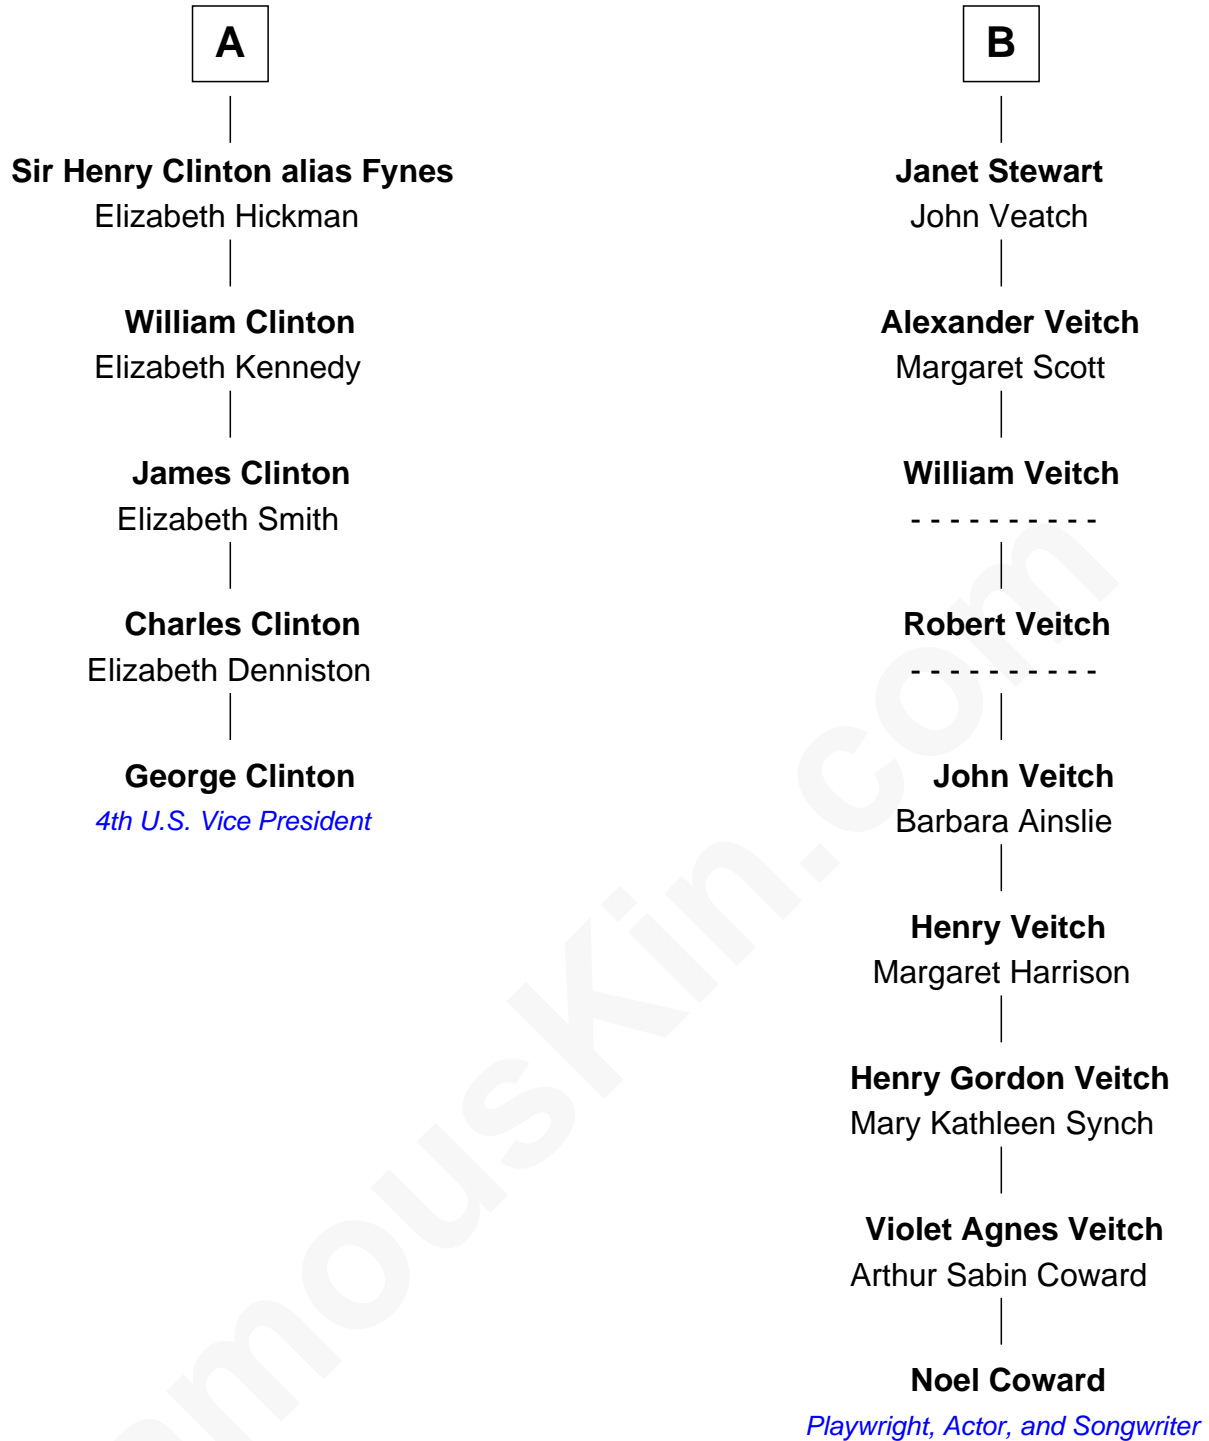 A
Sir Henry Clinton alias Fynes
Elizabeth Hickman
William Clinton
Elizabeth Kennedy
James Clinton
Elizabeth Smith
Charles Clinton
Elizabeth Denniston
George Clinton
4th U.S. Vice President
B
Janet Stewart
John Veatch
Alexander Veitch
Margaret Scott
William Veitch
- - - - - - - - - -
Robert Veitch
- - - - - - - - - -
John Veitch
Barbara Ainslie
Henry Veitch
Margaret Harrison
Henry Gordon Veitch
Mary Kathleen Synch
Violet Agnes Veitch
Arthur Sabin Coward
Noel Coward
Playwright, Actor, and Songwriter
amouskin.com